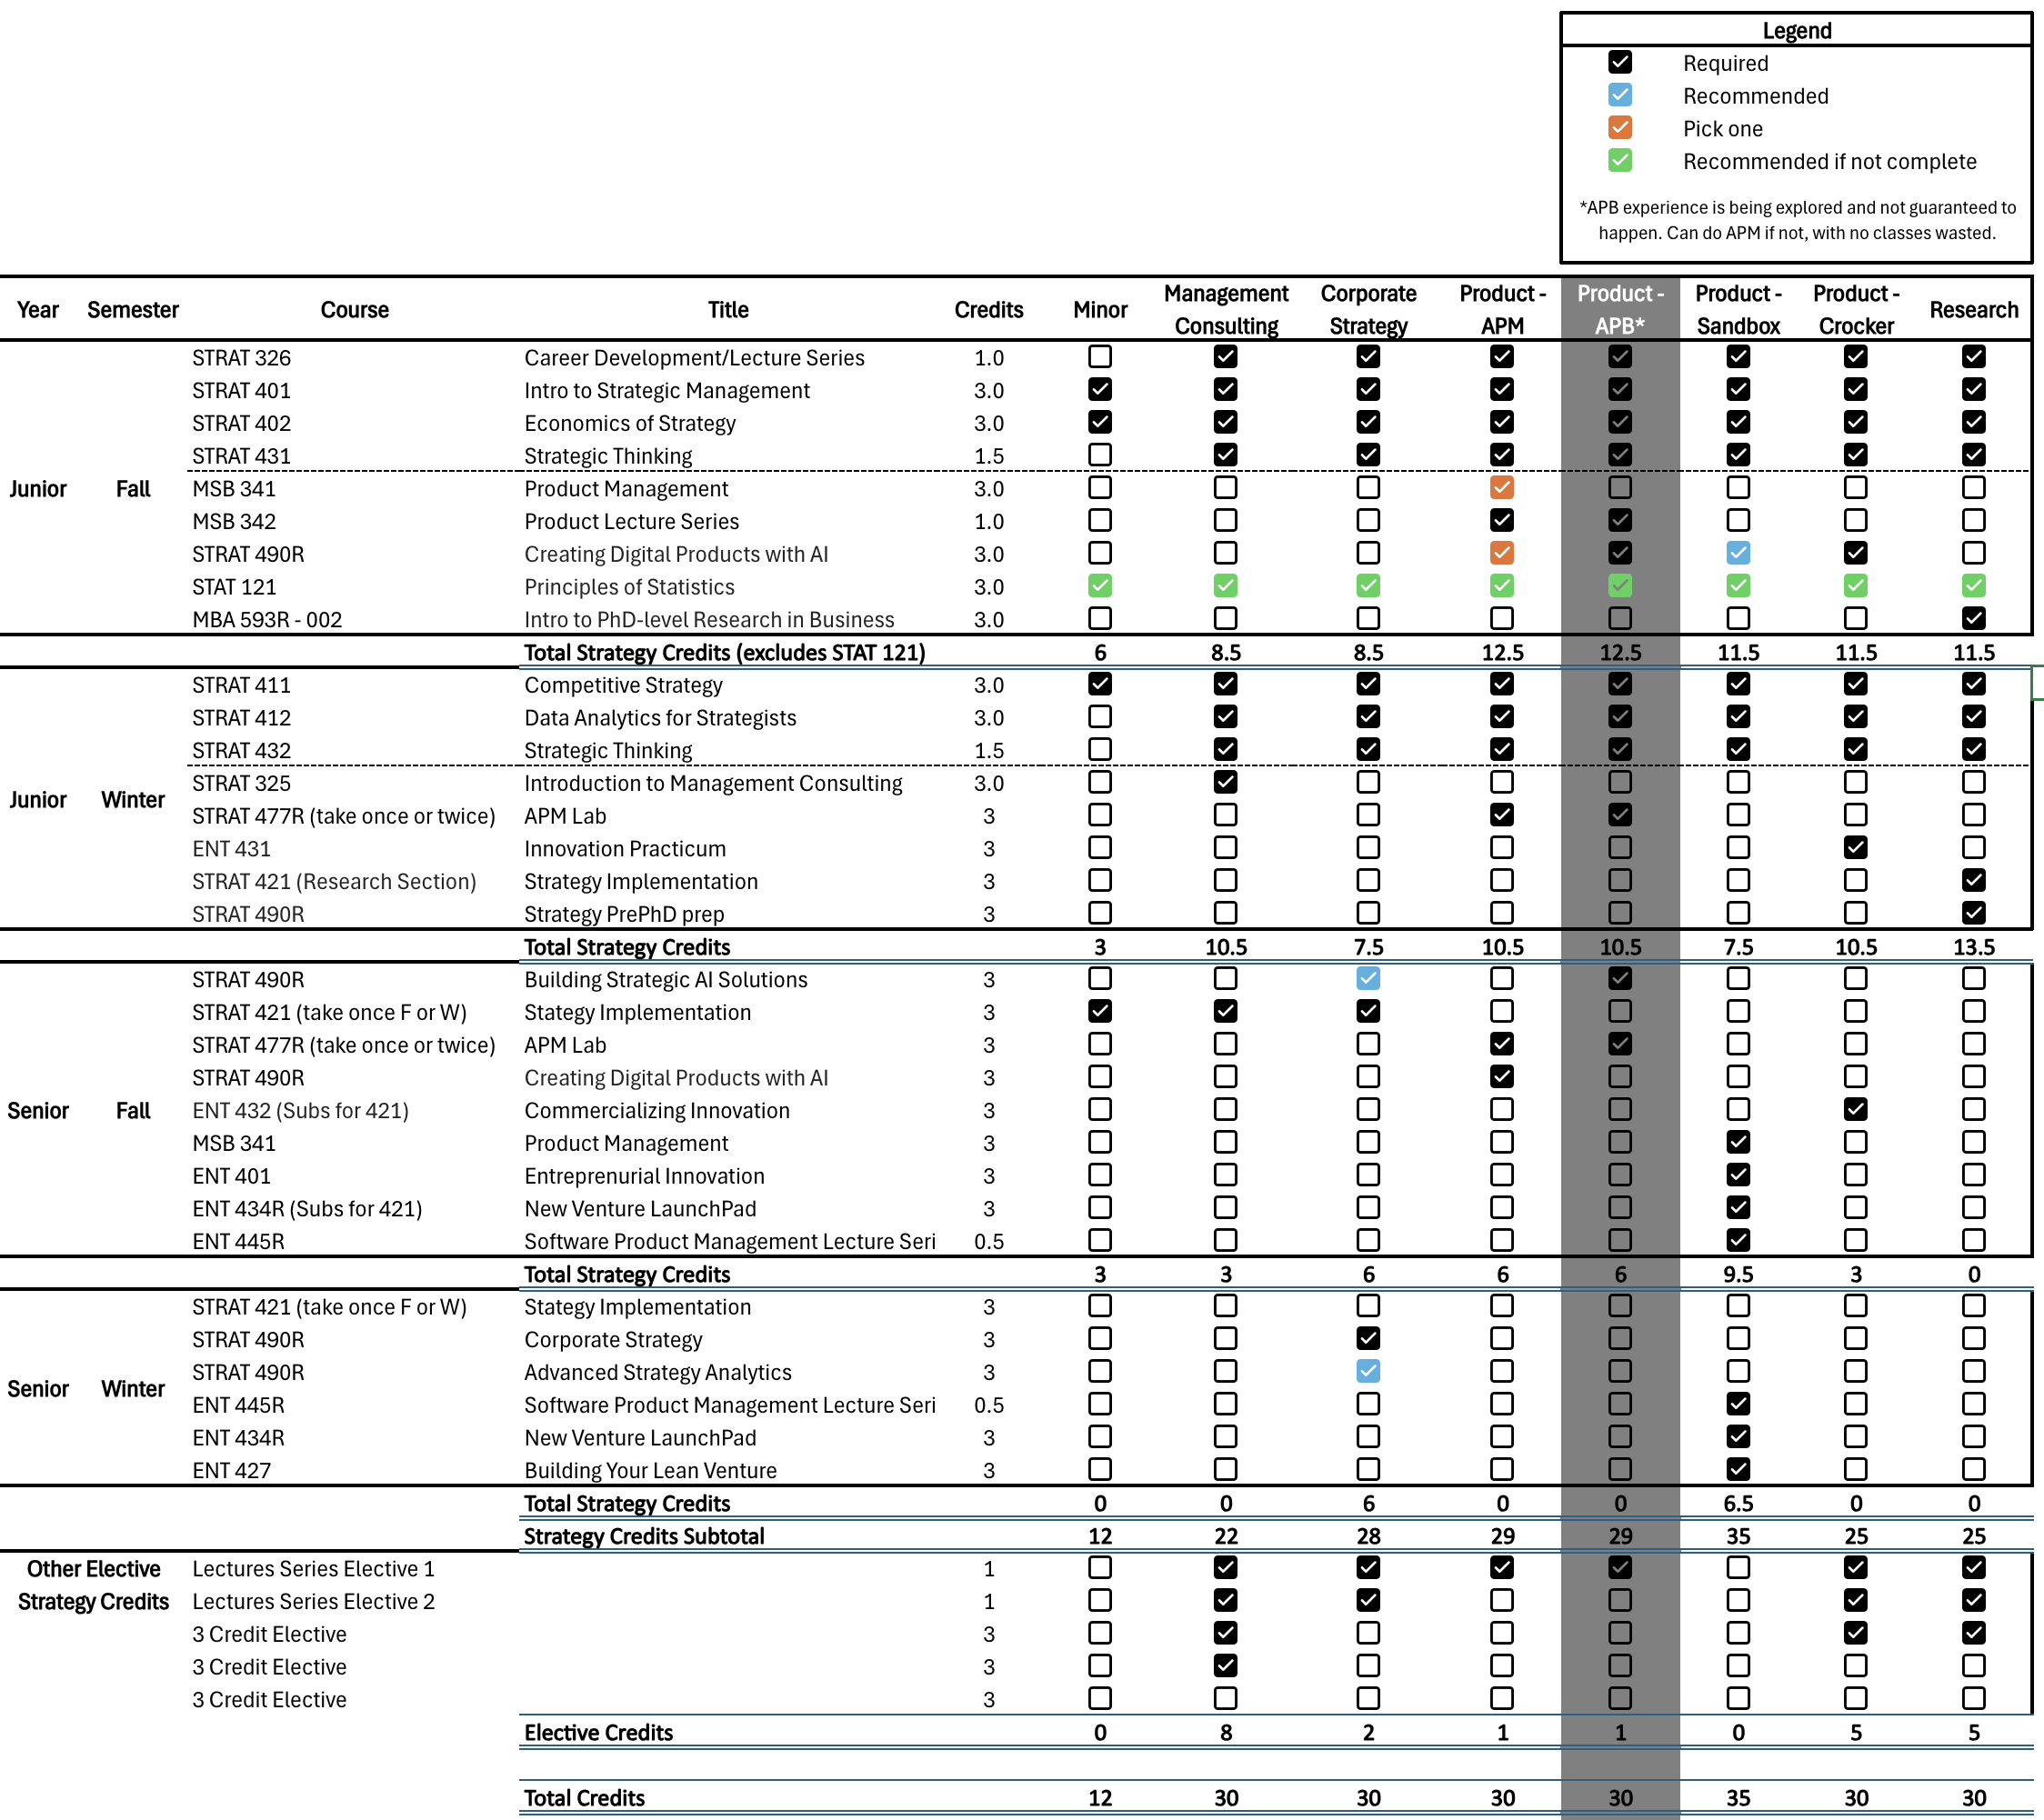 Legend
Required
Recommended
Pick one
Recommended if not complete
*APB experience is being explored and not guaranteed to
happen. Can do APM if not, with no classes wasted.
Year Semester Course Title Credits Minor Management Consulting Corporate Strategy Product - APM Product - APB* Product - Sandbox Product - Crocker Research
STRAT 326 Career Development/Lecture Series 1.0
STRAT 401 Intro to Strategic Management 3.0
STRAT 402 Economics of Strategy 3.0
STRAT 431 Strategic Thinking 1.5
Junior Fall MSB 341 Product Management 3.0
MSB 342 Product Lecture Series 1.0
STRAT 490R Creating Digital Products with AI 3.0
STAT 121 Principles of Statistics 3.0
MBA 593R - 002 Intro to PhD-level Research in Business 3.0
Total Strategy Credits (excludes STAT 121) 6 8.5 8.5 12.5 12.5 11.5 11.5 11.5
STRAT 411 Competitive Strategy 3.0
STRAT 412 Data Analytics for Strategists 3.0
STRAT 432 Strategic Thinking 1.5
STRAT 325 Introduction to Management Consulting 3.0
Junior Winter STRAT 477R (take once or twice) APM Lab 3
ENT 431 Innovation Practicum 3
STRAT 421 (Research Section) Strategy Implementation 3
STRAT 490R Strategy PrePhD prep 3
Total Strategy Credits 3 10.5 7.5 10.5 10.5 7.5 10.5 13.5
STRAT 490R Building Strategic AI Solutions 3
STRAT 421 (take once F or W) Stategy Implementation 3
STRAT 477R (take once or twice) APM Lab 3
STRAT 490R Creating Digital Products with AI 3
Senior Fall ENT 432 (Subs for 421) Commercializing Innovation 3
MSB 341 Product Management 3
ENT 401 Entreprenurial Innovation 3
ENT 434R (Subs for 421) New Venture LaunchPad 3
ENT 445R Software Product Management Lecture Seri 0.5
Total Strategy Credits 3 3 6 6 6 9.5 3 0
STRAT 421 (take once F or W) Stategy Implementation 3
STRAT 490R Corporate Strategy 3
STRAT 490R Advanced Strategy Analytics 3
Senior Winter ENT 445R Software Product Management Lecture Seri 0.5
ENT 434R New Venture LaunchPad 3
ENT 427 Building Your Lean Venture 3
Total Strategy Credits 0 0 6 0 0 6.5 0 0
Strategy Credits Subtotal 12 22 28 29 29 35 25 25
Other Elective Lectures Series Elective 1 1
Strategy Credits Lectures Series Elective 2 1
3 Credit Elective 3
3 Credit Elective 3
3 Credit Elective 3
Elective Credits 0 8 2 1 1 0 5 5
Total Credits 12 30 30 30 30 35 30 30